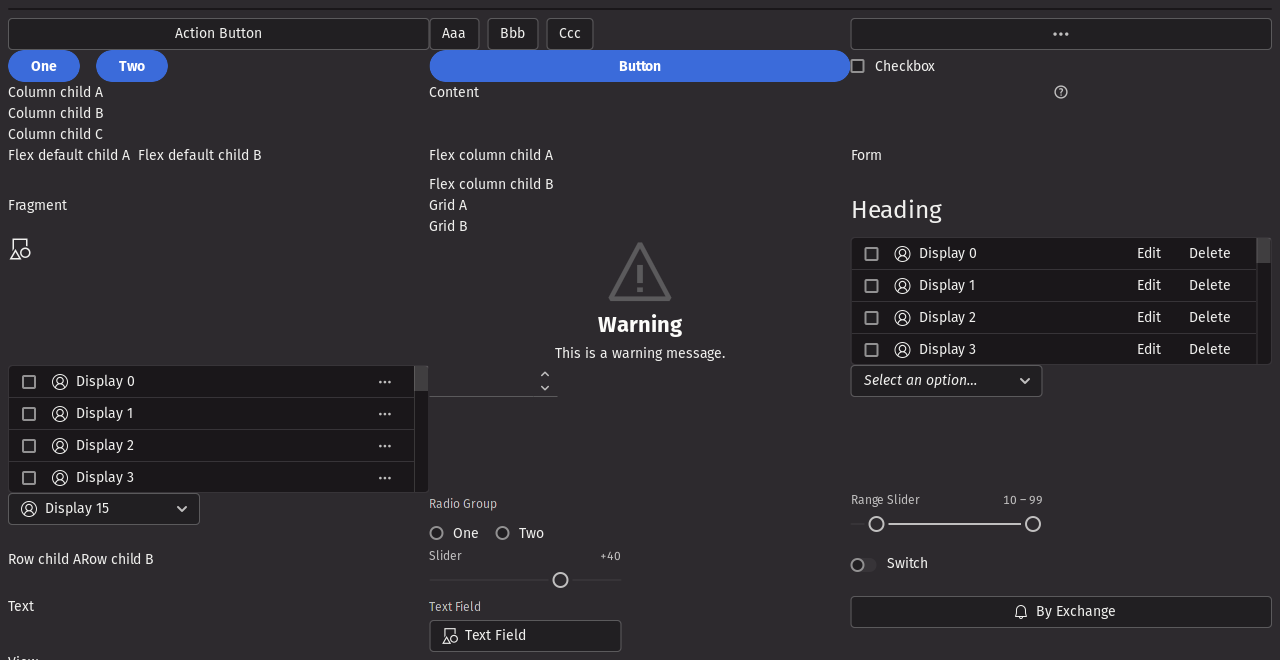 Action Button
Aaa
Bbb
Ccc
One
Two
Button
Checkbox
Column child A
Column child B
Column child C
Content
Flex default child A
Flex default child B
Flex column child A
Flex column child B
Form
Fragment
Grid A
Grid B
Heading
Warning
This is a warning message.
Display 0 Edit Delete
Display 1 Edit Delete
Display 2 Edit Delete
Display 3 Edit Delete
Display 0
Display 1
Display 2
Display 3
Select an option…
Display 15
Radio Group
One
Two
Range Slider
10 – 99
Row child ARow child B
Slider
+40
Switch
Text
Text Field
Text Field
By Exchange
View